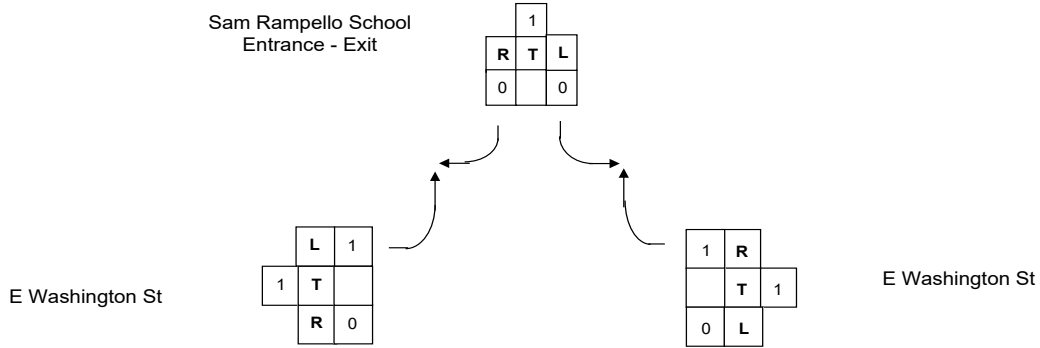 Sam Rampello School
Entrance - Exit
1
R T L
0 0
E Washington St
L 1
1 T
R 0
1 R
T 1
0 L
E Washington St